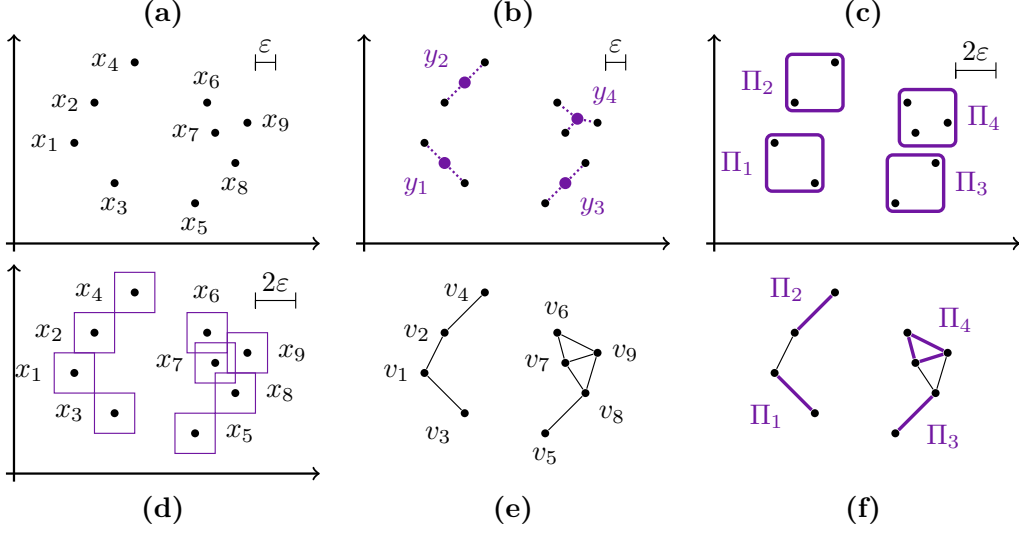 (a) (b) (c)
x4 ε x6 x2 x7 x9 x1 x8 x3 x5
y2 ε y4 y1 y3
2ε Π2 Π4 Π1 Π3
x4 2ε x6 x2 x7 x9 x1 x8 x3 x5
v4 v6 v2 v7 v9 v1 v8 v3 v5
Π2 Π4 Π1 Π3
(d) (e) (f)